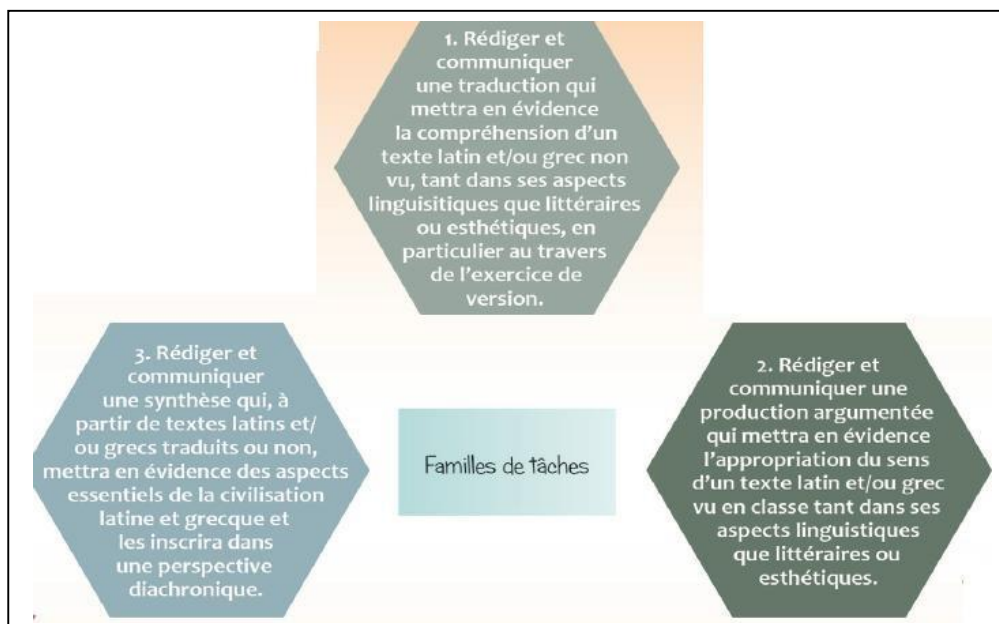 1. Rédiger et
communiquer
une traduction qui
mettra en évidence
la compréhension d'un
texte latin et/ou grec non
vu, tant dans ses aspects
linguisitiques que littéraires
ou esthétiques, en
particulier au travers
de l'exercice de
version.
3. Rédiger et
communiquer
une synthèse qui, à
partir de textes latins et/
ou grecs traduits ou non,
mettra en évidence des aspects
essentiels de la civilisation
latine et grecque et
les inscrira dans
une perspective
diachronique.
Familles de tâches
2. Rédiger et
communiquer une
production argumentée
qui mettra en évidence
l'appropriation du sens
d'un texte latin et/ou grec
vu en classe tant dans ses
aspects linguistiques
que littéraires ou
esthétiques.